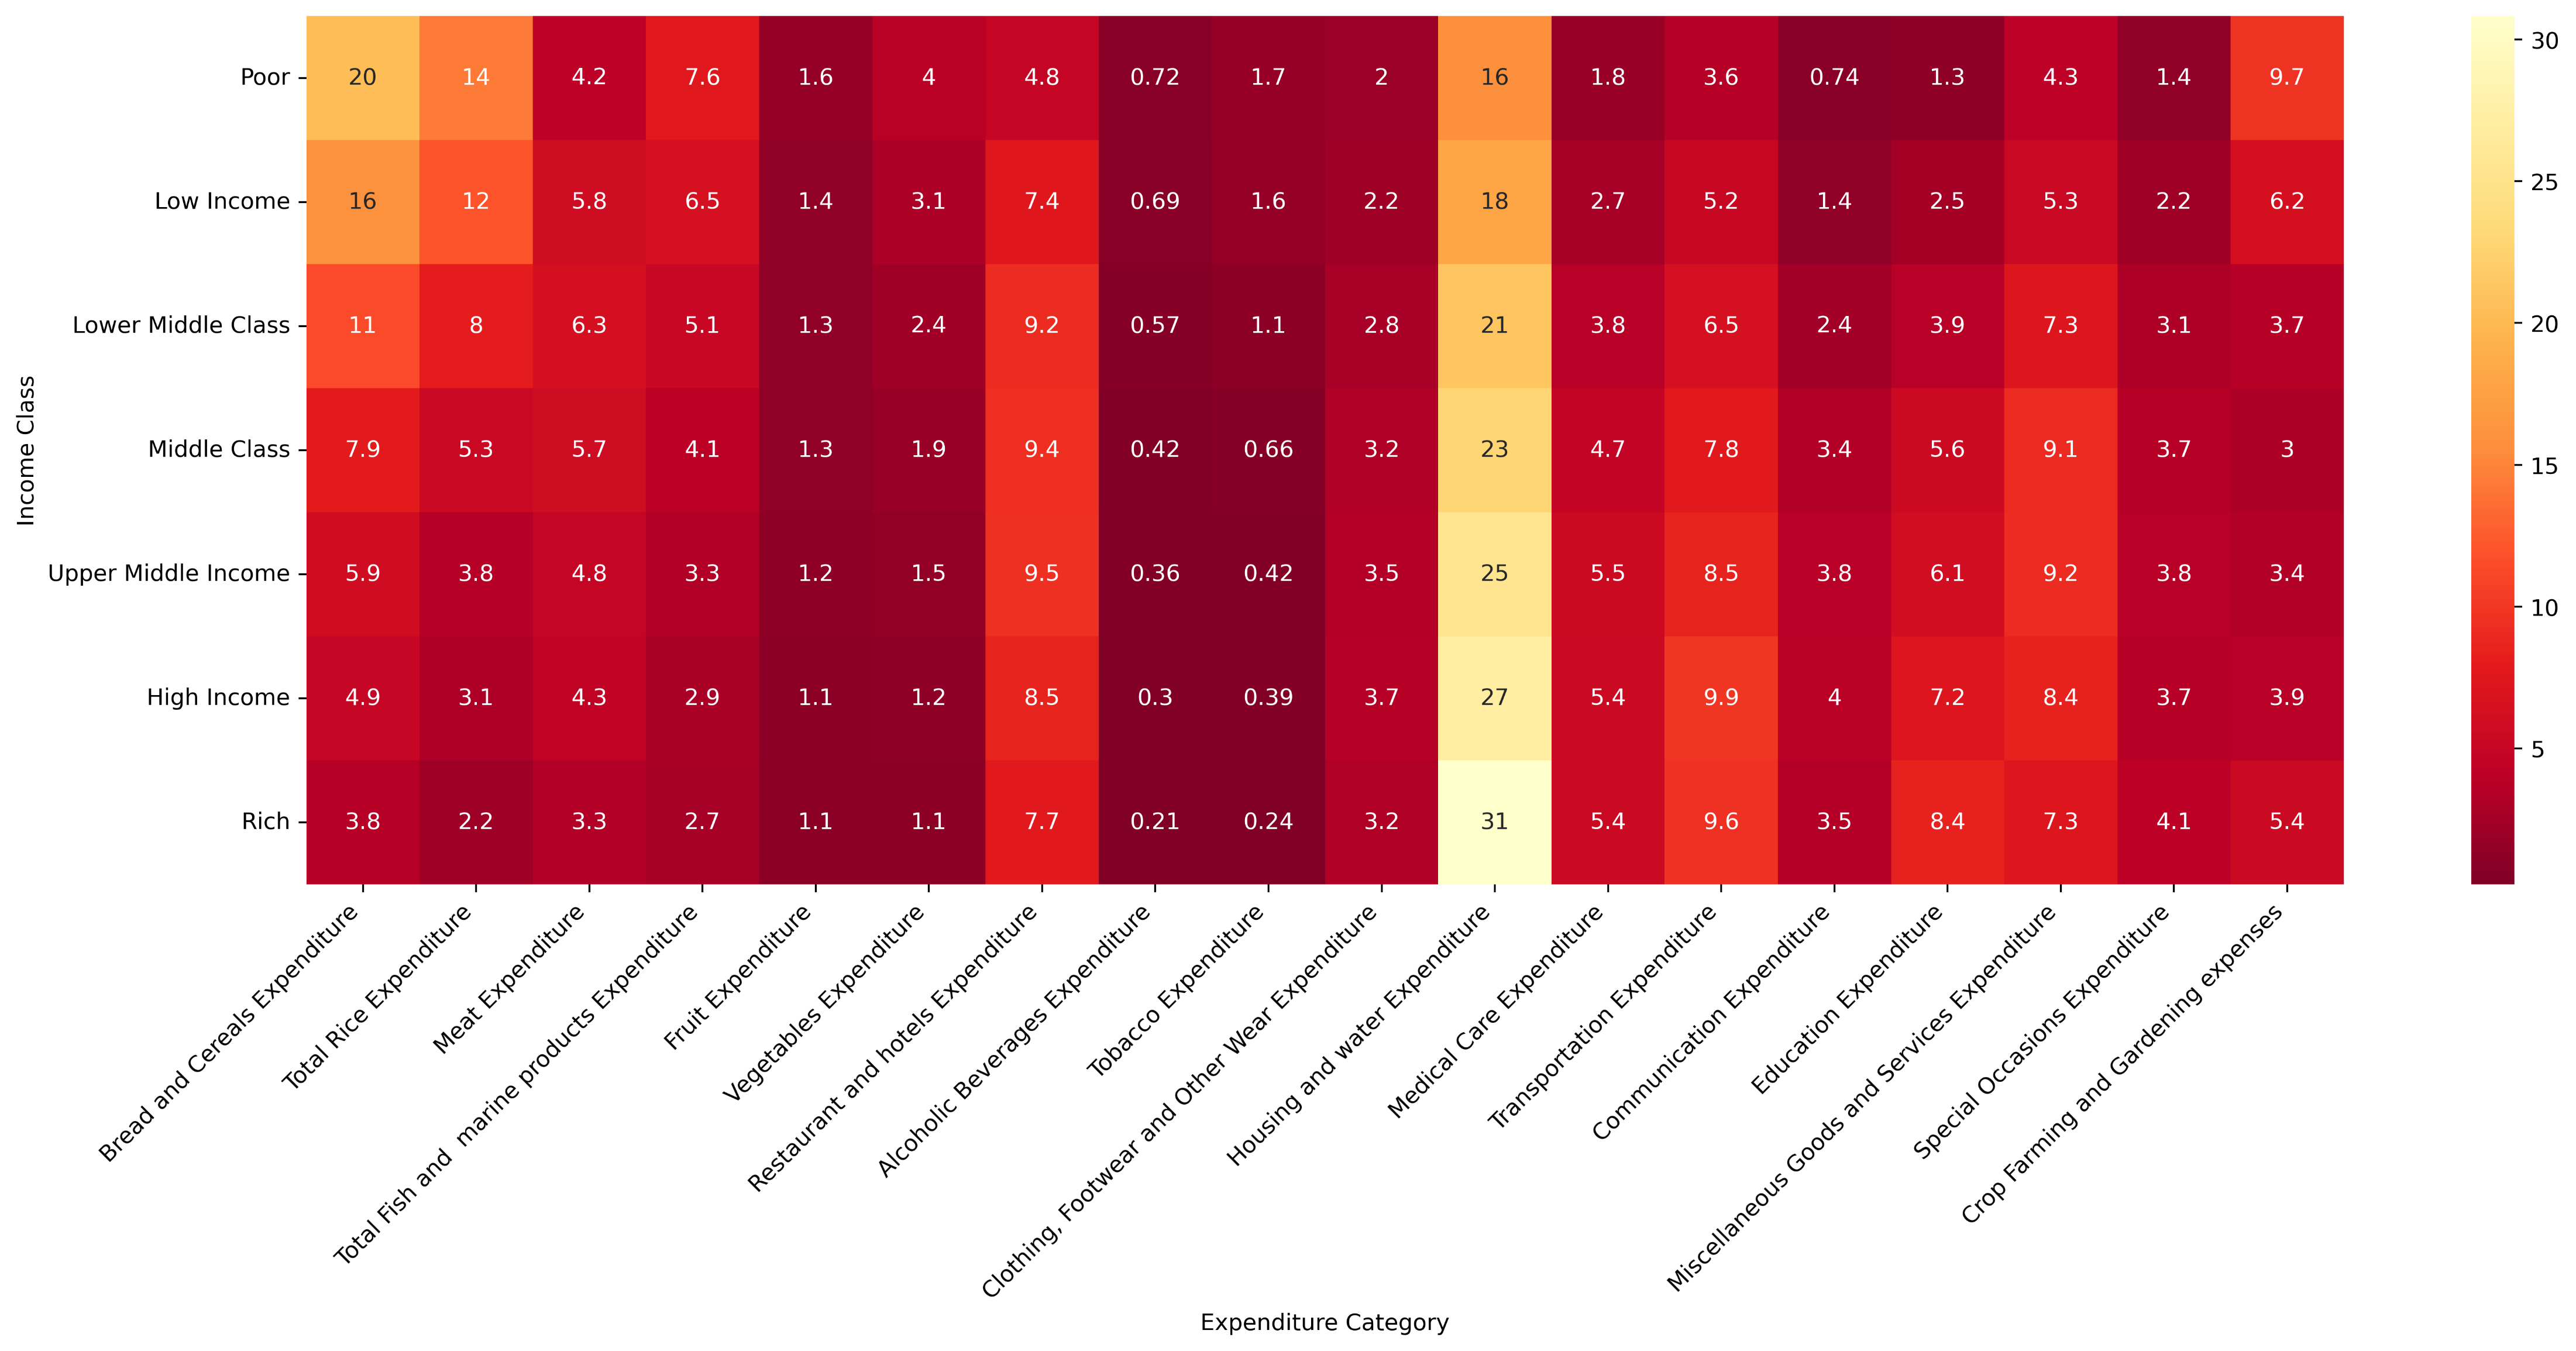 Poor 20 14 4.2 7.6 1.6 4 4.8 0.72 1.7 2 16 1.8 3.6 0.74 1.3 4.3 1.4 9.7
Low Income 16 12 5.8 6.5 1.4 3.1 7.4 0.69 1.6 2.2 18 2.7 5.2 1.4 2.5 5.3 2.2 6.2
Lower Middle Class 11 8 6.3 5.1 1.3 2.4 9.2 0.57 1.1 2.8 21 3.8 6.5 2.4 3.9 7.3 3.1 3.7
Middle Class 7.9 5.3 5.7 4.1 1.3 1.9 9.4 0.42 0.66 3.2 23 4.7 7.8 3.4 5.6 9.1 3.7 3
Upper Middle Income 5.9 3.8 4.8 3.3 1.2 1.5 9.5 0.36 0.42 3.5 25 5.5 8.5 3.8 6.1 9.2 3.8 3.4
High Income 4.9 3.1 4.3 2.9 1.1 1.2 8.5 0.3 0.39 3.7 27 5.4 9.9 4 7.2 8.4 3.7 3.9
Rich 3.8 2.2 3.3 2.7 1.1 1.1 7.7 0.21 0.24 3.2 31 5.4 9.6 3.5 8.4 7.3 4.1 5.4
Income Class
Bread and Cereals Expenditure
Total Rice Expenditure
Meat Expenditure
Total Fish and  marine products Expenditure
Fruit Expenditure
Vegetables Expenditure
Restaurant and hotels Expenditure
Alcoholic Beverages Expenditure
Tobacco Expenditure
Clothing, Footwear and Other Wear Expenditure
Housing and water Expenditure
Medical Care Expenditure
Transportation Expenditure
Communication Expenditure
Education Expenditure
Miscellaneous Goods and Services Expenditure
Special Occasions Expenditure
Crop Farming and Gardening expenses
Expenditure Category
30
25
20
15
10
5